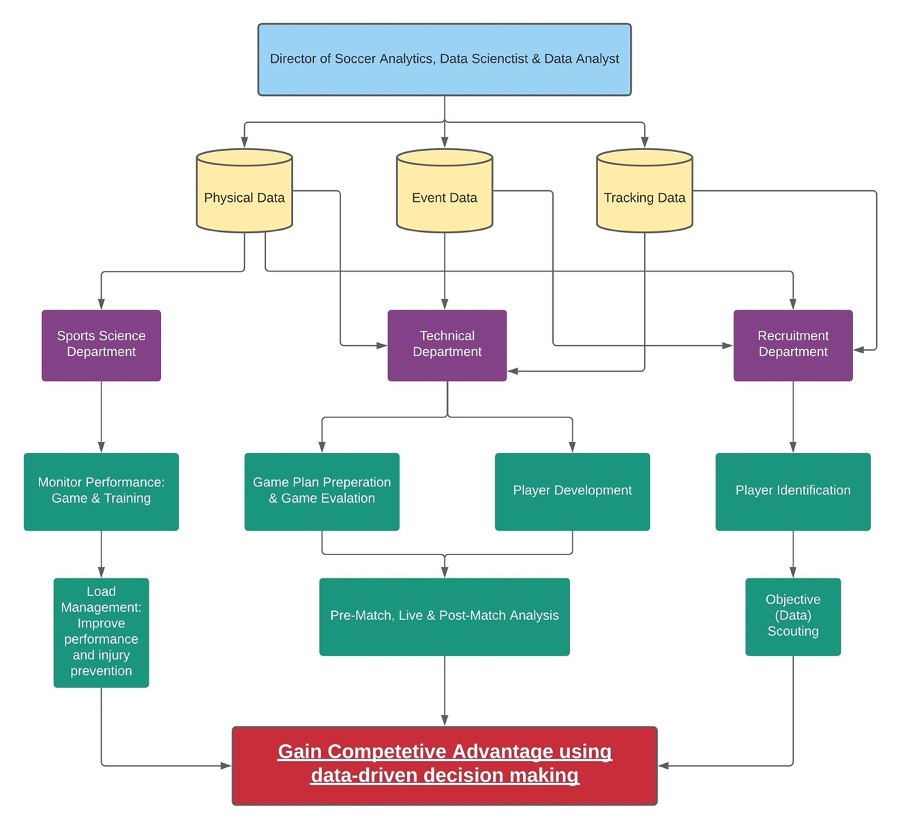 Director of Soccer Analytics, Data Scienctist & Data Analyst
Physical Data
Event Data
Tracking Data
Sports Science
Department
Technical
Department
Recruitment
Department
Monitor Performance:
Game & Training
Game Plan Preperation
& Game Evalation
Player Development
Player Identification
Load
Management:
Improve
performance
and injury
prevention
Pre-Match, Live & Post-Match Analysis
Objective
(Data)
Scouting
Gain Competetive Advantage using
data-driven decision making